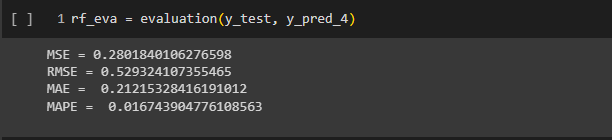 [ ] 1 rf_eva = evaluation(y_test, y_pred_4)
MSE = 0.2801840106276598
RMSE = 0.529324107355465
MAE =  0.21215328416191012
MAPE =  0.016743904776108563